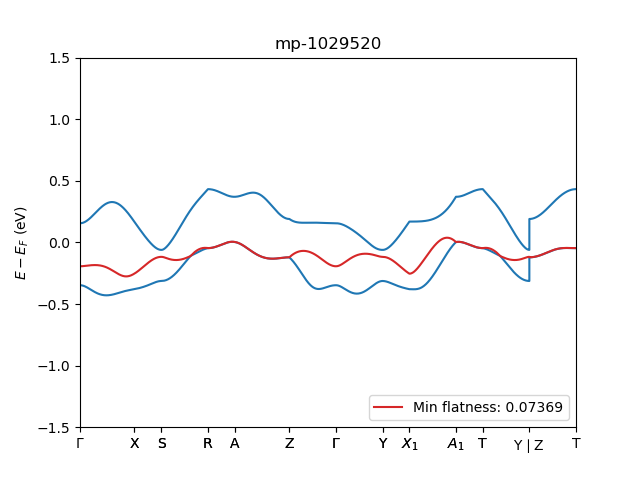 mp-1029520
E − E_F (eV)
1.5
1.0
0.5
0.0
−0.5
−1.0
−1.5
Min flatness: 0.07369
Γ X S R A Z Γ Y X₁ A₁ T Y | Z T